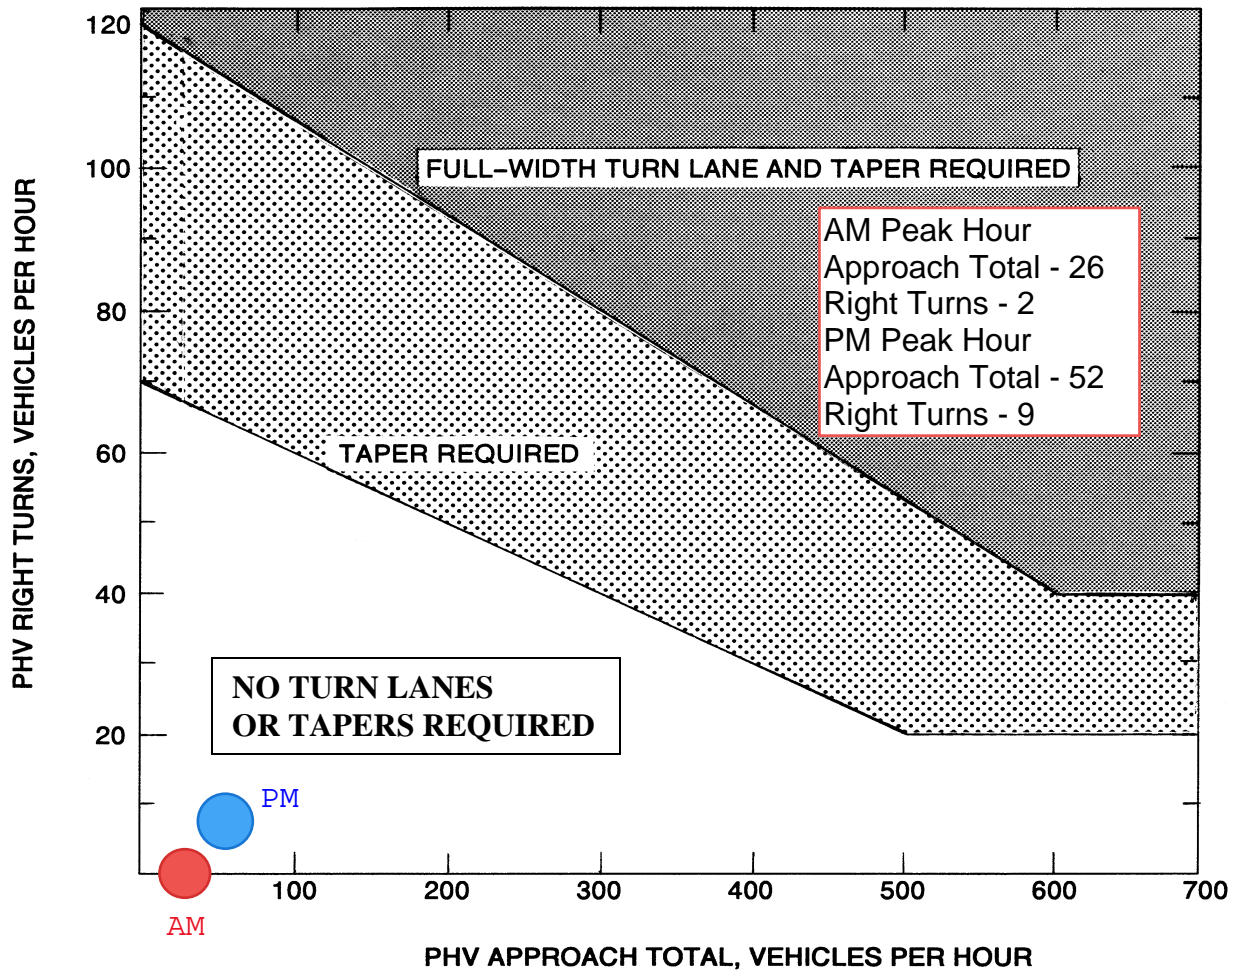 120
100
80
60
40
20
PHV RIGHT TURNS, VEHICLES PER HOUR
FULL-WIDTH TURN LANE AND TAPER REQUIRED
AM Peak Hour
Approach Total - 26
Right Turns - 2
PM Peak Hour
Approach Total - 52
Right Turns - 9
TAPER REQUIRED
NO TURN LANES
OR TAPERS REQUIRED
PM
AM
100 200 300 400 500 600 700
PHV APPROACH TOTAL, VEHICLES PER HOUR